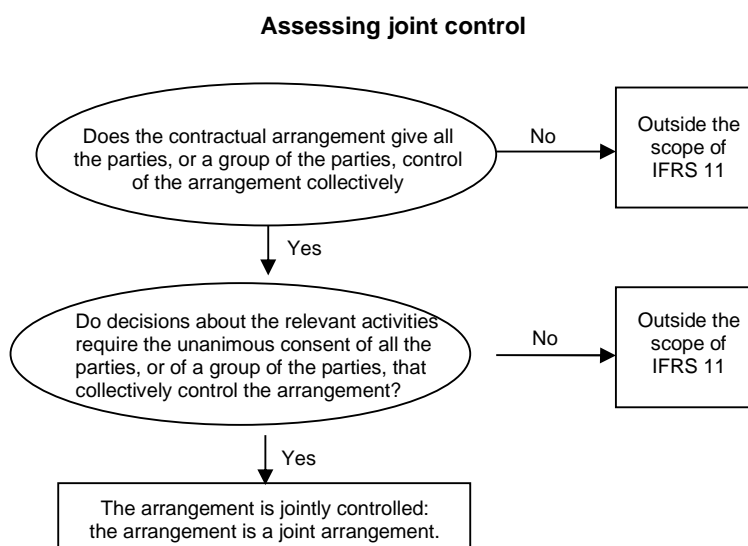 Assessing joint control
Does the contractual arrangement give all
the parties, or a group of the parties, control
of the arrangement collectively
No
Outside the
scope of
IFRS 11
Yes
Do decisions about the relevant activities
require the unanimous consent of all the
parties, or of a group of the parties, that
collectively control the arrangement?
No
Outside the
scope of
IFRS 11
Yes
The arrangement is jointly controlled:
the arrangement is a joint arrangement.